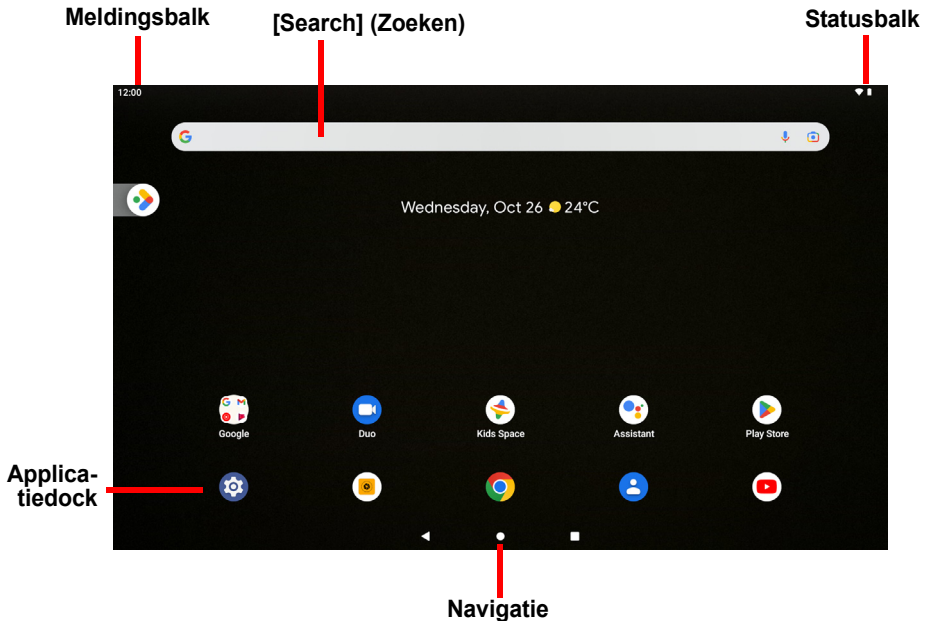 Meldingsbalk
[Search] (Zoeken)
Statusbalk
12:00
Wednesday, Oct 26 24°C
Google
Duo
Kids Space
Assistant
Play Store
Applica-
tiedock
Navigatie